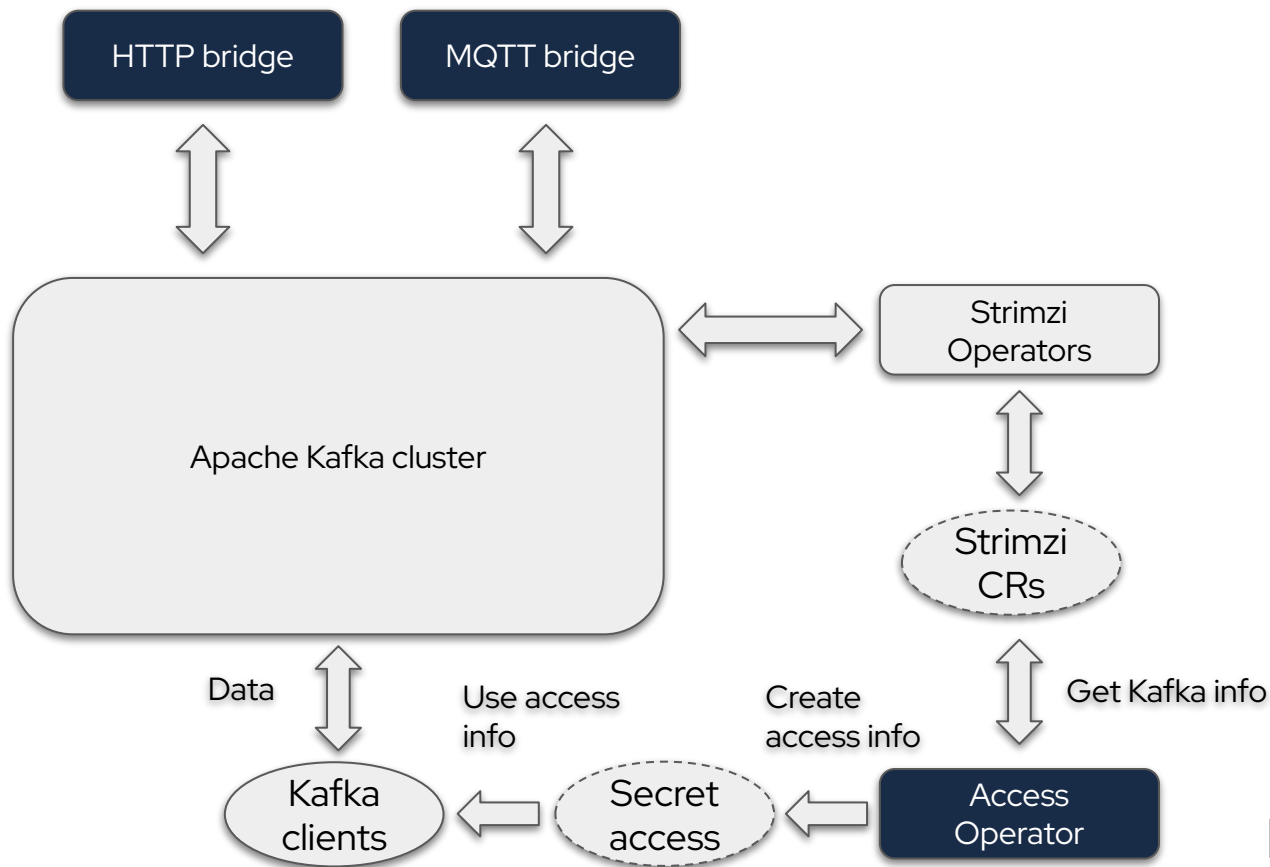 HTTP bridge
MQTT bridge
Strimzi
Operators
Apache Kafka cluster
Strimzi
CRs
Data
Use access
info
Create
access info
Get Kafka info
Kafka
clients
Secret
access
Access
Operator